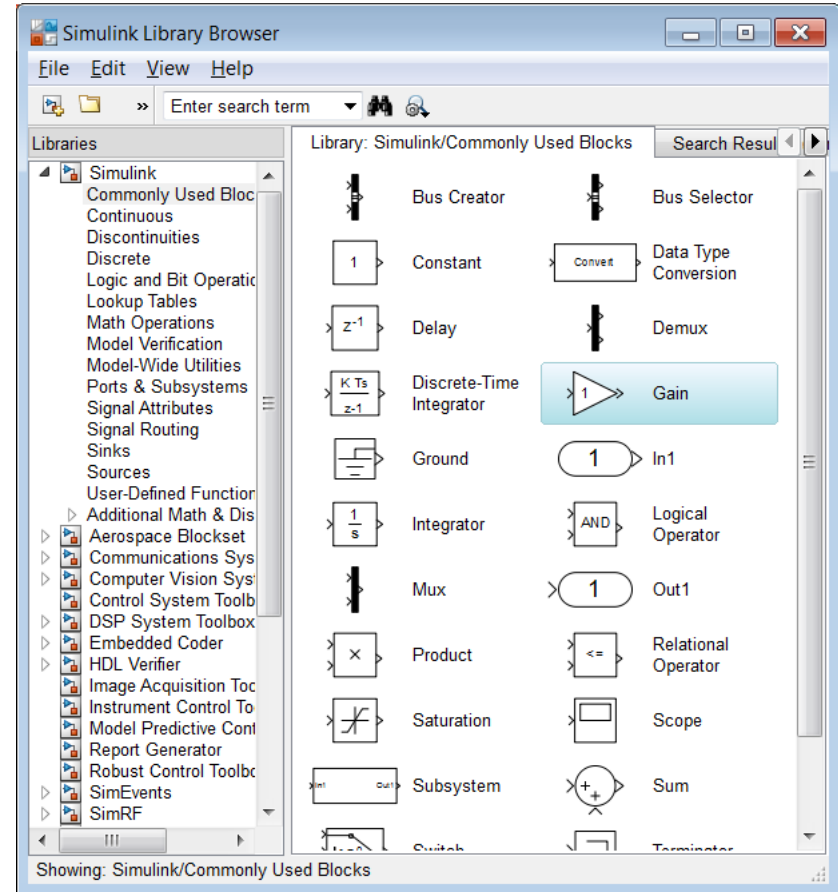 Simulink Library Browser
File Edit View Help
» Enter search term
Libraries
Simulink
Commonly Used Bloc
Continuous
Discontinuities
Discrete
Logic and Bit Operatic
Lookup Tables
Math Operations
Model Verification
Model-Wide Utilities
Ports & Subsystems
Signal Attributes
Signal Routing
Sinks
Sources
User-Defined Function
Additional Math & Dis
Aerospace Blockset
Communications Sys
Computer Vision Syst
Control System Toolb
DSP System Toolbox
Embedded Coder
HDL Verifier
Image Acquisition Toc
Instrument Control To
Model Predictive Cont
Report Generator
Robust Control Toolbo
SimEvents
SimRF
Library: Simulink/Commonly Used Blocks
Search Resul
Bus Creator
Bus Selector
1
Constant
Convert
Data Type
Conversion
z-1
Delay
Demux
K Ts
z-1
Discrete-Time
Integrator
1
Gain
Ground
1
In1
1
s
Integrator
AND
Logical
Operator
Mux
1
Out1
×
Product
<=
Relational
Operator
Saturation
Scope
In1 Out1
Subsystem
+
+
Sum
Switch
Terminator
Showing: Simulink/Commonly Used Blocks